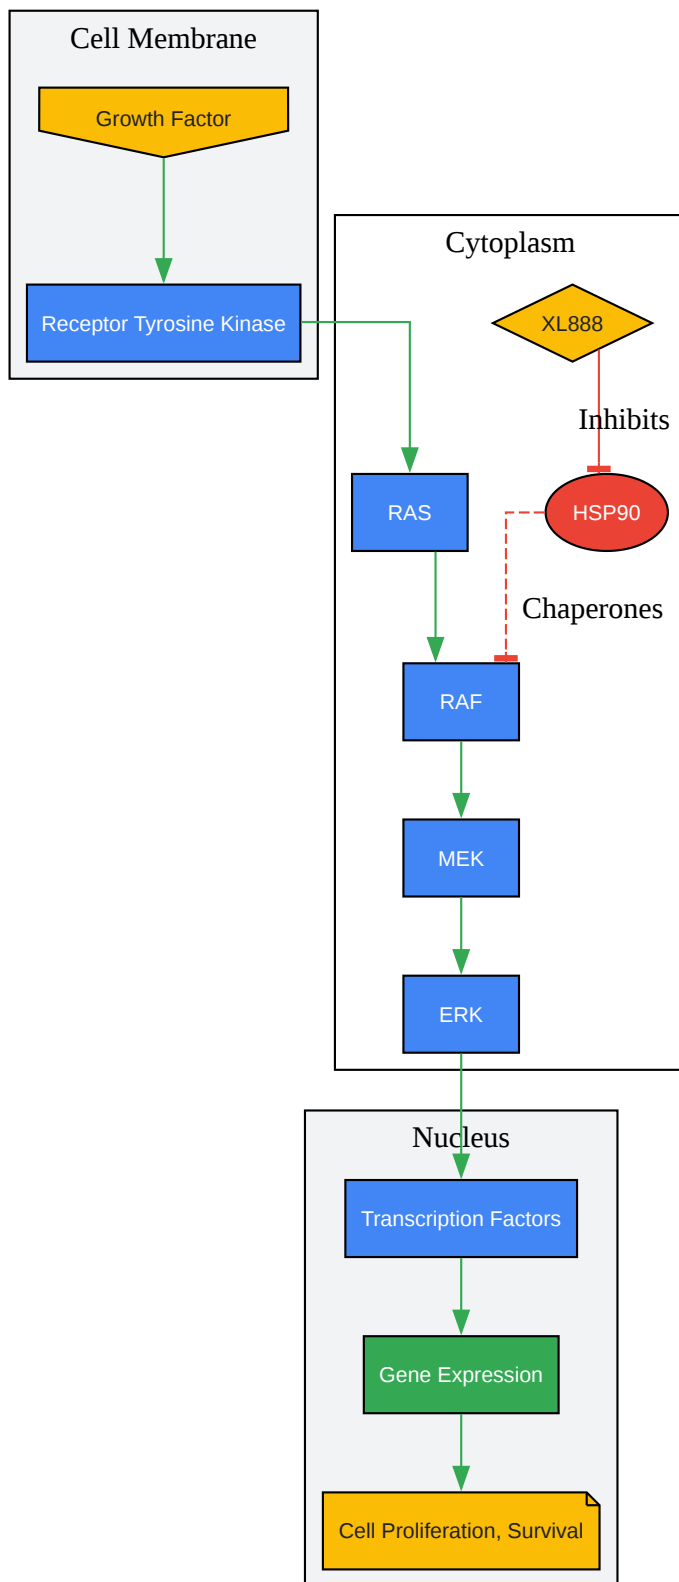 Cell Membrane
Growth Factor
Receptor Tyrosine Kinase
Cytoplasm
XL888
Inhibits
RAS
HSP90
Chaperones
RAF
MEK
ERK
Nucleus
Transcription Factors
Gene Expression
Cell Proliferation, Survival